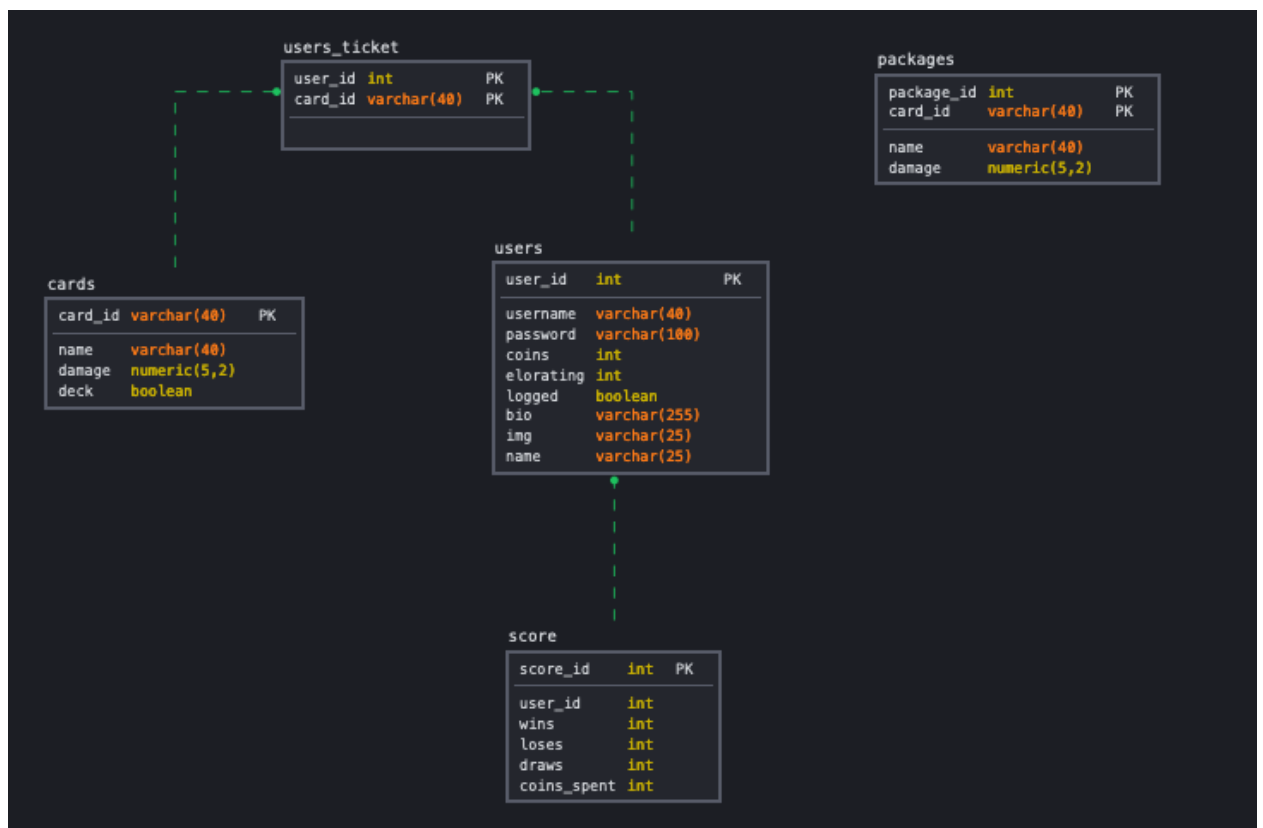 users_ticket
user_id int PK
card_id varchar(40) PK
packages
package_id int PK
card_id varchar(40) PK
name varchar(40)
damage numeric(5,2)
users
user_id int PK
username varchar(40)
password varchar(100)
coins int
elorating int
logged boolean
bio varchar(255)
img varchar(25)
name varchar(25)
cards
card_id varchar(40) PK
name varchar(40)
damage numeric(5,2)
deck boolean
score
score_id int PK
user_id int
wins int
loses int
draws int
coins_spent int